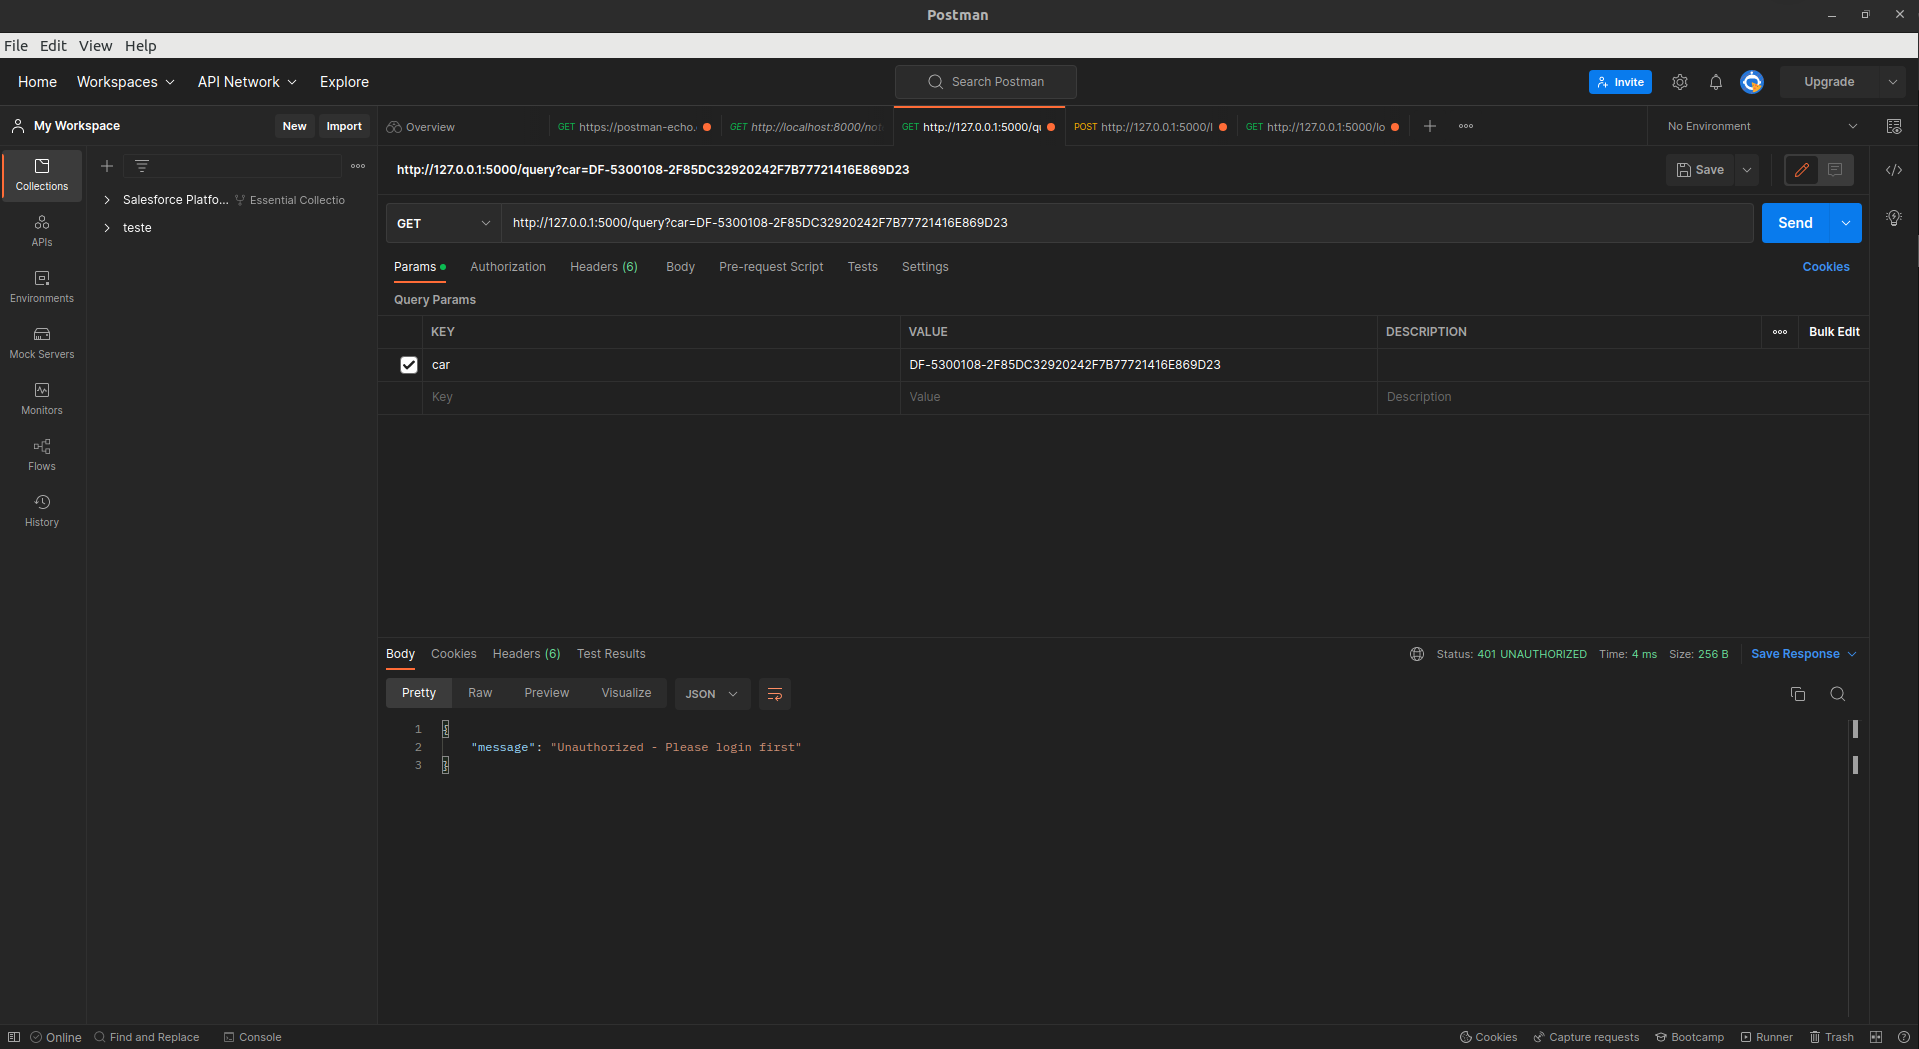 Postman
File Edit View Help
Home Workspaces API Network Explore Search Postman Invite Upgrade
My Workspace New Import Overview GET https://postman-echo. GET http://localhost:8000/not GET http://127.0.0.1:5000/qu POST http://127.0.0.1:5000/l GET http://127.0.0.1:5000/lo No Environment
http://127.0.0.1:5000/query?car=DF-5300108-2F85DC32920242F7B77721416E869D23 Save
Collections
Salesforce Platfo... Essential Collectio
teste
APIs
Environments
Mock Servers
Monitors
Flows
History
GET http://127.0.0.1:5000/query?car=DF-5300108-2F85DC32920242F7B77721416E869D23 Send
Params Authorization Headers (6) Body Pre-request Script Tests Settings Cookies
Query Params
KEY VALUE DESCRIPTION Bulk Edit
car DF-5300108-2F85DC32920242F7B77721416E869D23
Key Value Description
Body Cookies Headers (6) Test Results Status: 401 UNAUTHORIZED Time: 4 ms Size: 256 B Save Response
Pretty Raw Preview Visualize JSON
1 {
2 "message": "Unauthorized - Please login first"
3 }
Online Find and Replace Console Cookies Capture requests Bootcamp Runner Trash